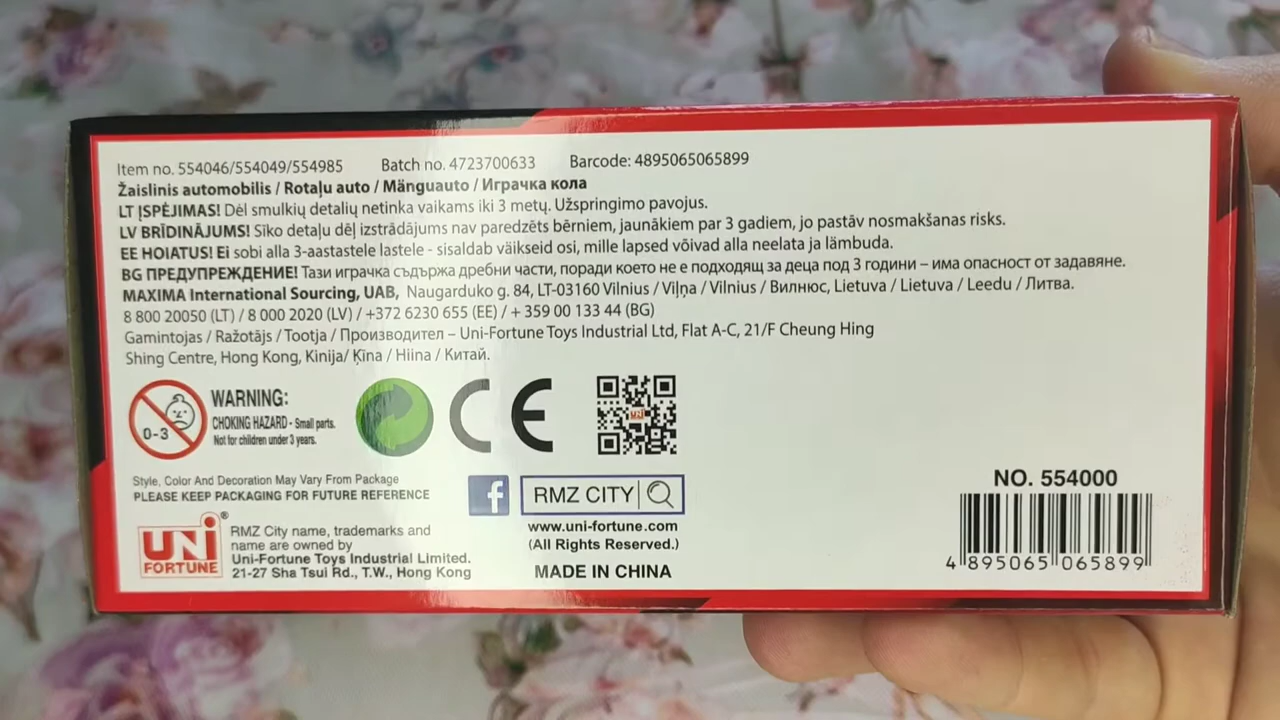 Item no. 554046/554049/554985 Batch no. 4723700633 Barcode: 4895065065899
Žaislinis automobilis / Rotaļu auto / Mänguauto / Играчка кола
LT ĮSPĖJIMAS! Dėl smulkių detalių netinka vaikams iki 3 metų. Užspringimo pavojus.
LV BRĪDINĀJUMS! Sīko detaļu dēļ izstrādājums nav paredzēts bērniem, jaunākiem par 3 gadiem, jo pastāv nosmakšanas risks.
EE HOIATUS! Ei sobi alla 3-aastastele lastele - sisaldab väikseid osi, mille lapsed võivad alla neelata ja lämbuda.
BG ПРЕДУПРЕЖДЕНИЕ! Тази играчка съдържа дребни части, поради което не е подходящ за деца под 3 години – има опасност от задавяне.
MAXIMA International Sourcing, UAB, Naugarduko g. 84, LT-03160 Vilnius / Viļņa / Vilnius / Вилнюс, Lietuva / Lietuva / Leedu / Литва.
8 800 20050 (LT) / 8 000 2020 (LV) / +372 6230 655 (EE) / + 359 00 133 44 (BG)
Gamintojas / Ražotājs / Tootja / Производител – Uni-Fortune Toys Industrial Ltd, Flat A-C, 21/F Cheung Hing
Shing Centre, Hong Kong, Kinija/ Ķīna / Hiina / Китай.
0-3
WARNING:
CHOKING HAZARD - Small parts.
Not for children under 3 years.
CE
UNi
Style, Color And Decoration May Vary From Package
PLEASE KEEP PACKAGING FOR FUTURE REFERENCE
UNi®
FORTUNE
RMZ City name, trademarks and
name are owned by
Uni-Fortune Toys Industrial Limited.
21-27 Sha Tsui Rd., T.W., Hong Kong
f
RMZ CITY
www.uni-fortune.com
(All Rights Reserved.)
MADE IN CHINA
NO. 554000
4 895065 065899